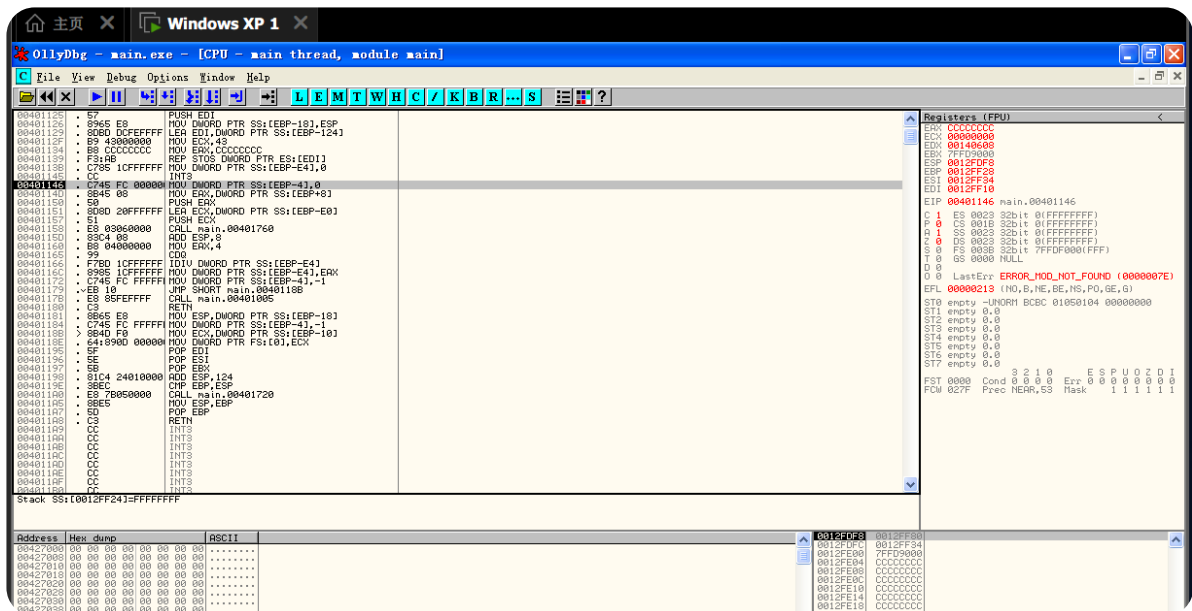 主页 × Windows XP 1 ×
OllyDbg - main.exe - [CPU - main thread, module main]
C File View Debug Options Window Help
L E M T W H C / K B R ... S ?
00401125 . 57 PUSH EDI
00401126 . 8965 E8 MOV DWORD PTR SS:[EBP-18],ESP
00401129 . 8DBD DCFEFFFF LEA EDI,DWORD PTR SS:[EBP-124]
0040112F . B9 43000000 MOV ECX,43
00401134 . B8 CCCCCCCC MOV EAX,CCCCCCCC
00401139 . F3:AB REP STOS DWORD PTR ES:[EDI]
0040113B . C785 1CFFFFFF MOV DWORD PTR SS:[EBP-E4],0
00401145 . CC INT3
00401146 . C745 FC 00000 MOV DWORD PTR SS:[EBP-4],0
0040114D . 8B45 08 MOV EAX,DWORD PTR SS:[EBP+8]
00401150 . 50 PUSH EAX
00401151 . 8D8D 20FFFFFF LEA ECX,DWORD PTR SS:[EBP-E0]
00401157 . 51 PUSH ECX
00401158 . E8 03060000 CALL main.00401760
0040115D . 83C4 08 ADD ESP,8
00401160 . B8 04000000 MOV EAX,4
00401165 . 99 CDQ
00401166 . F7BD 1CFFFFFF IDIV DWORD PTR SS:[EBP-E4]
0040116C . 8985 1CFFFFFF MOV DWORD PTR SS:[EBP-E4],EAX
00401172 . C745 FC FFFFF MOV DWORD PTR SS:[EBP-4],-1
00401179 . EB 10 JMP SHORT main.0040118B
0040117B . E8 85FEFFFF CALL main.00401005
00401180 . C3 RETN
00401181 . 8B65 E8 MOV ESP,DWORD PTR SS:[EBP-18]
00401184 . C745 FC FFFFF MOV DWORD PTR SS:[EBP-4],-1
0040118B > 8B4D F0 MOV ECX,DWORD PTR SS:[EBP-10]
0040118E . 64:890D 00000 MOV DWORD PTR FS:[0],ECX
00401195 . 5F POP EDI
00401196 . 5E POP ESI
00401197 . 5B POP EBX
00401198 . 81C4 24010000 ADD ESP,124
0040119E . 3BEC CMP EBP,ESP
004011A0 . E8 7B050000 CALL main.00401720
004011A5 . 8BE5 MOV ESP,EBP
004011A7 . 5D POP EBP
004011A8 . C3 RETN
004011A9 CC INT3
004011AA CC INT3
004011AB CC INT3
004011AC CC INT3
004011AD CC INT3
004011AE CC INT3
004011AF CC INT3
004011B0 CC INT3
Stack SS:[0012FF24]=FFFFFFFF
Registers (FPU) <
EAX CCCCCCCC
ECX 00000000
EDX 00140608
EBX 7FFD9000
ESP 0012FDF8
EBP 0012FF28
ESI 0012FF34
EDI 0012FF10
EIP 00401146 main.00401146
C 1 ES 0023 32bit 0(FFFFFFFF)
P 0 CS 001B 32bit 0(FFFFFFFF)
A 1 SS 0023 32bit 0(FFFFFFFF)
Z 0 DS 0023 32bit 0(FFFFFFFF)
S 0 FS 003B 32bit 7FFDF000(FFF)
T 0 GS 0000 NULL
D 0
O 0 LastErr ERROR_MOD_NOT_FOUND (0000007E)
EFL 00000213 (NO,B,NE,BE,NS,PO,GE,G)
ST0 empty -UNORM BCBC 01050104 00000000
ST1 empty 0.0
ST2 empty 0.0
ST3 empty 0.0
ST4 empty 0.0
ST5 empty 0.0
ST6 empty 0.0
ST7 empty 0.0
3 2 1 0 E S P U O Z D I
FST 0000 Cond 0 0 0 0 Err 0 0 0 0 0 0 0 0
FCW 027F Prec NEAR,53 Mask 1 1 1 1 1 1
Address Hex dump ASCII
00427000 00 00 00 00 00 00 00 00 ........
00427008 00 00 00 00 00 00 00 00 ........
00427010 00 00 00 00 00 00 00 00 ........
00427018 00 00 00 00 00 00 00 00 ........
00427020 00 00 00 00 00 00 00 00 ........
00427028 00 00 00 00 00 00 00 00 ........
00427030 00 00 00 00 00 00 00 00 ........
0012FDF8 0012FF80
0012FDFC 0012FF34
0012FE00 7FFD9000
0012FE04 CCCCCCCC
0012FE08 CCCCCCCC
0012FE0C CCCCCCCC
0012FE10 CCCCCCCC
0012FE14 CCCCCCCC
0012FE18 CCCCCCCC